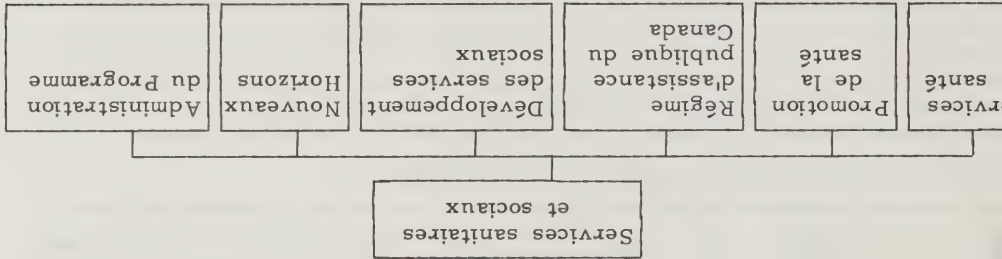 Services sanitaires
et sociaux
ervices
santé
Promotion
de la
santé
Régime
d'assistance
publique du
Canada
Développement
des services
sociaux
Nouveaux
Horizons
Administration
du Programme